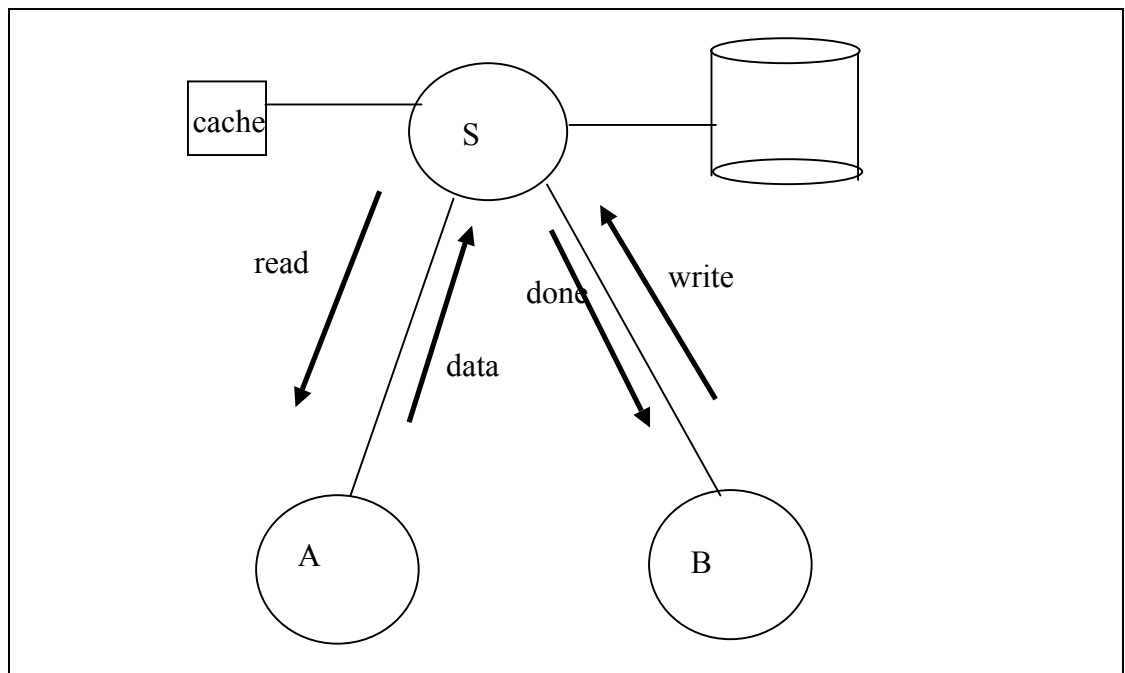 cache
S
read
done
write
data
A
B